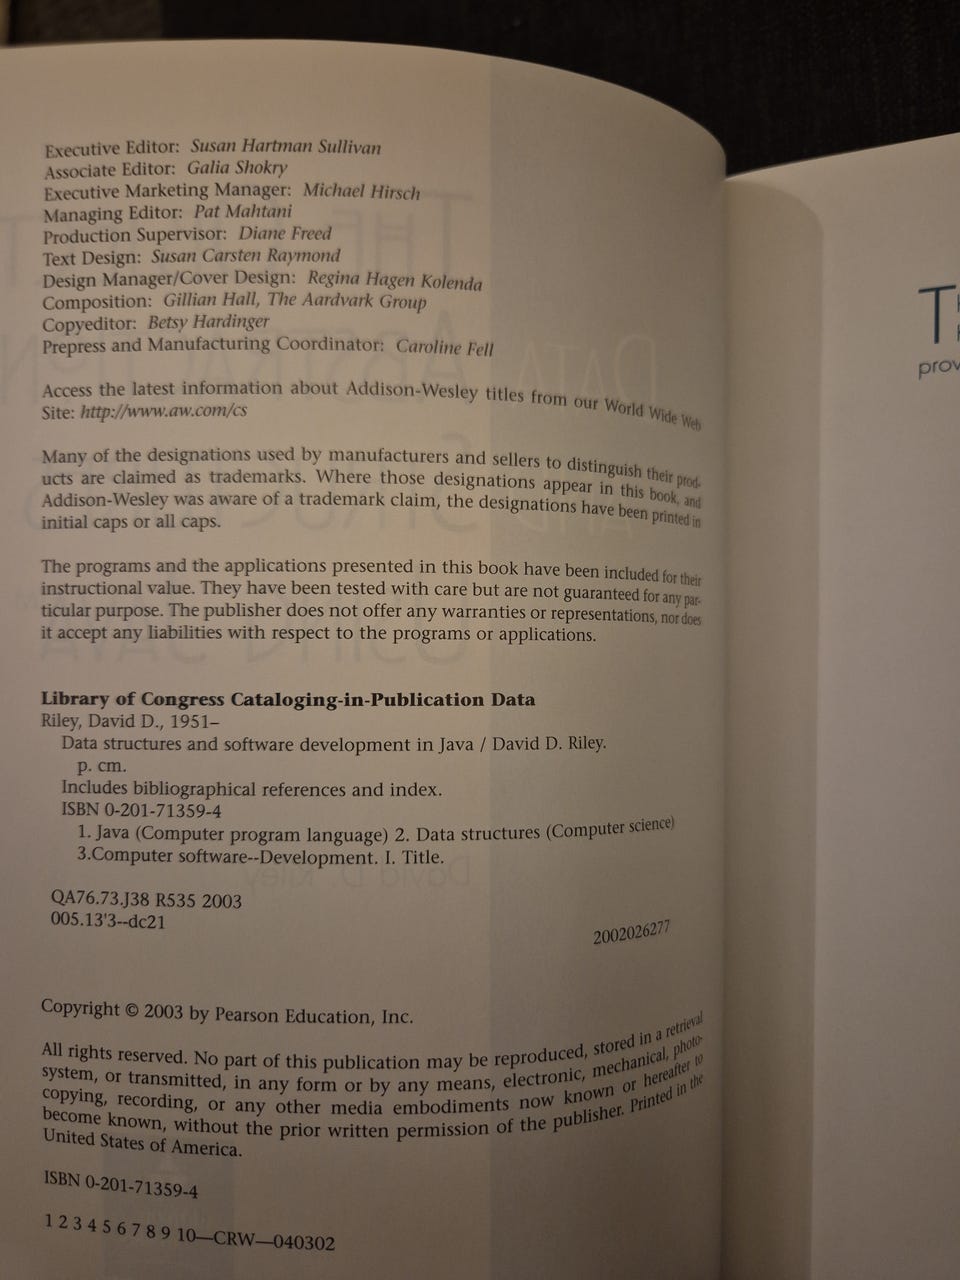 Executive Editor: Susan Hartman Sullivan
Associate Editor: Galia Shokry
Executive Marketing Manager: Michael Hirsch
Managing Editor: Pat Mahtani
Production Supervisor: Diane Freed
Text Design: Susan Carsten Raymond
Design Manager/Cover Design: Regina Hagen Kolenda
Composition: Gillian Hall, The Aardvark Group
Copyeditor: Betsy Hardinger
Prepress and Manufacturing Coordinator: Caroline Fell
Access the latest information about Addison-Wesley titles from our World Wide Web
Site: http://www.aw.com/cs
Many of the designations used by manufacturers and sellers to distinguish their prod-
ucts are claimed as trademarks. Where those designations appear in this book, and
Addison-Wesley was aware of a trademark claim, the designations have been printed in
initial caps or all caps.
The programs and the applications presented in this book have been included for their
instructional value. They have been tested with care but are not guaranteed for any par-
ticular purpose. The publisher does not offer any warranties or representations, nor does
it accept any liabilities with respect to the programs or applications.
Library of Congress Cataloging-in-Publication Data
Riley, David D., 1951–
Data structures and software development in Java / David D. Riley.
p. cm.
Includes bibliographical references and index.
ISBN 0-201-71359-4
1. Java (Computer program language) 2. Data structures (Computer science)
3.Computer software--Development. I. Title.
QA76.73.J38 R535 2003
005.13'3--dc21
2002026277
Copyright © 2003 by Pearson Education, Inc.
All rights reserved. No part of this publication may be reproduced, stored in a retrieval
system, or transmitted, in any form or by any means, electronic, mechanical, photo-
copying, recording, or any other media embodiments now known or hereafter to
become known, without the prior written permission of the publisher. Printed in the
United States of America.
ISBN 0-201-71359-4
1 2 3 4 5 6 7 8 9 10—CRW—040302
prov